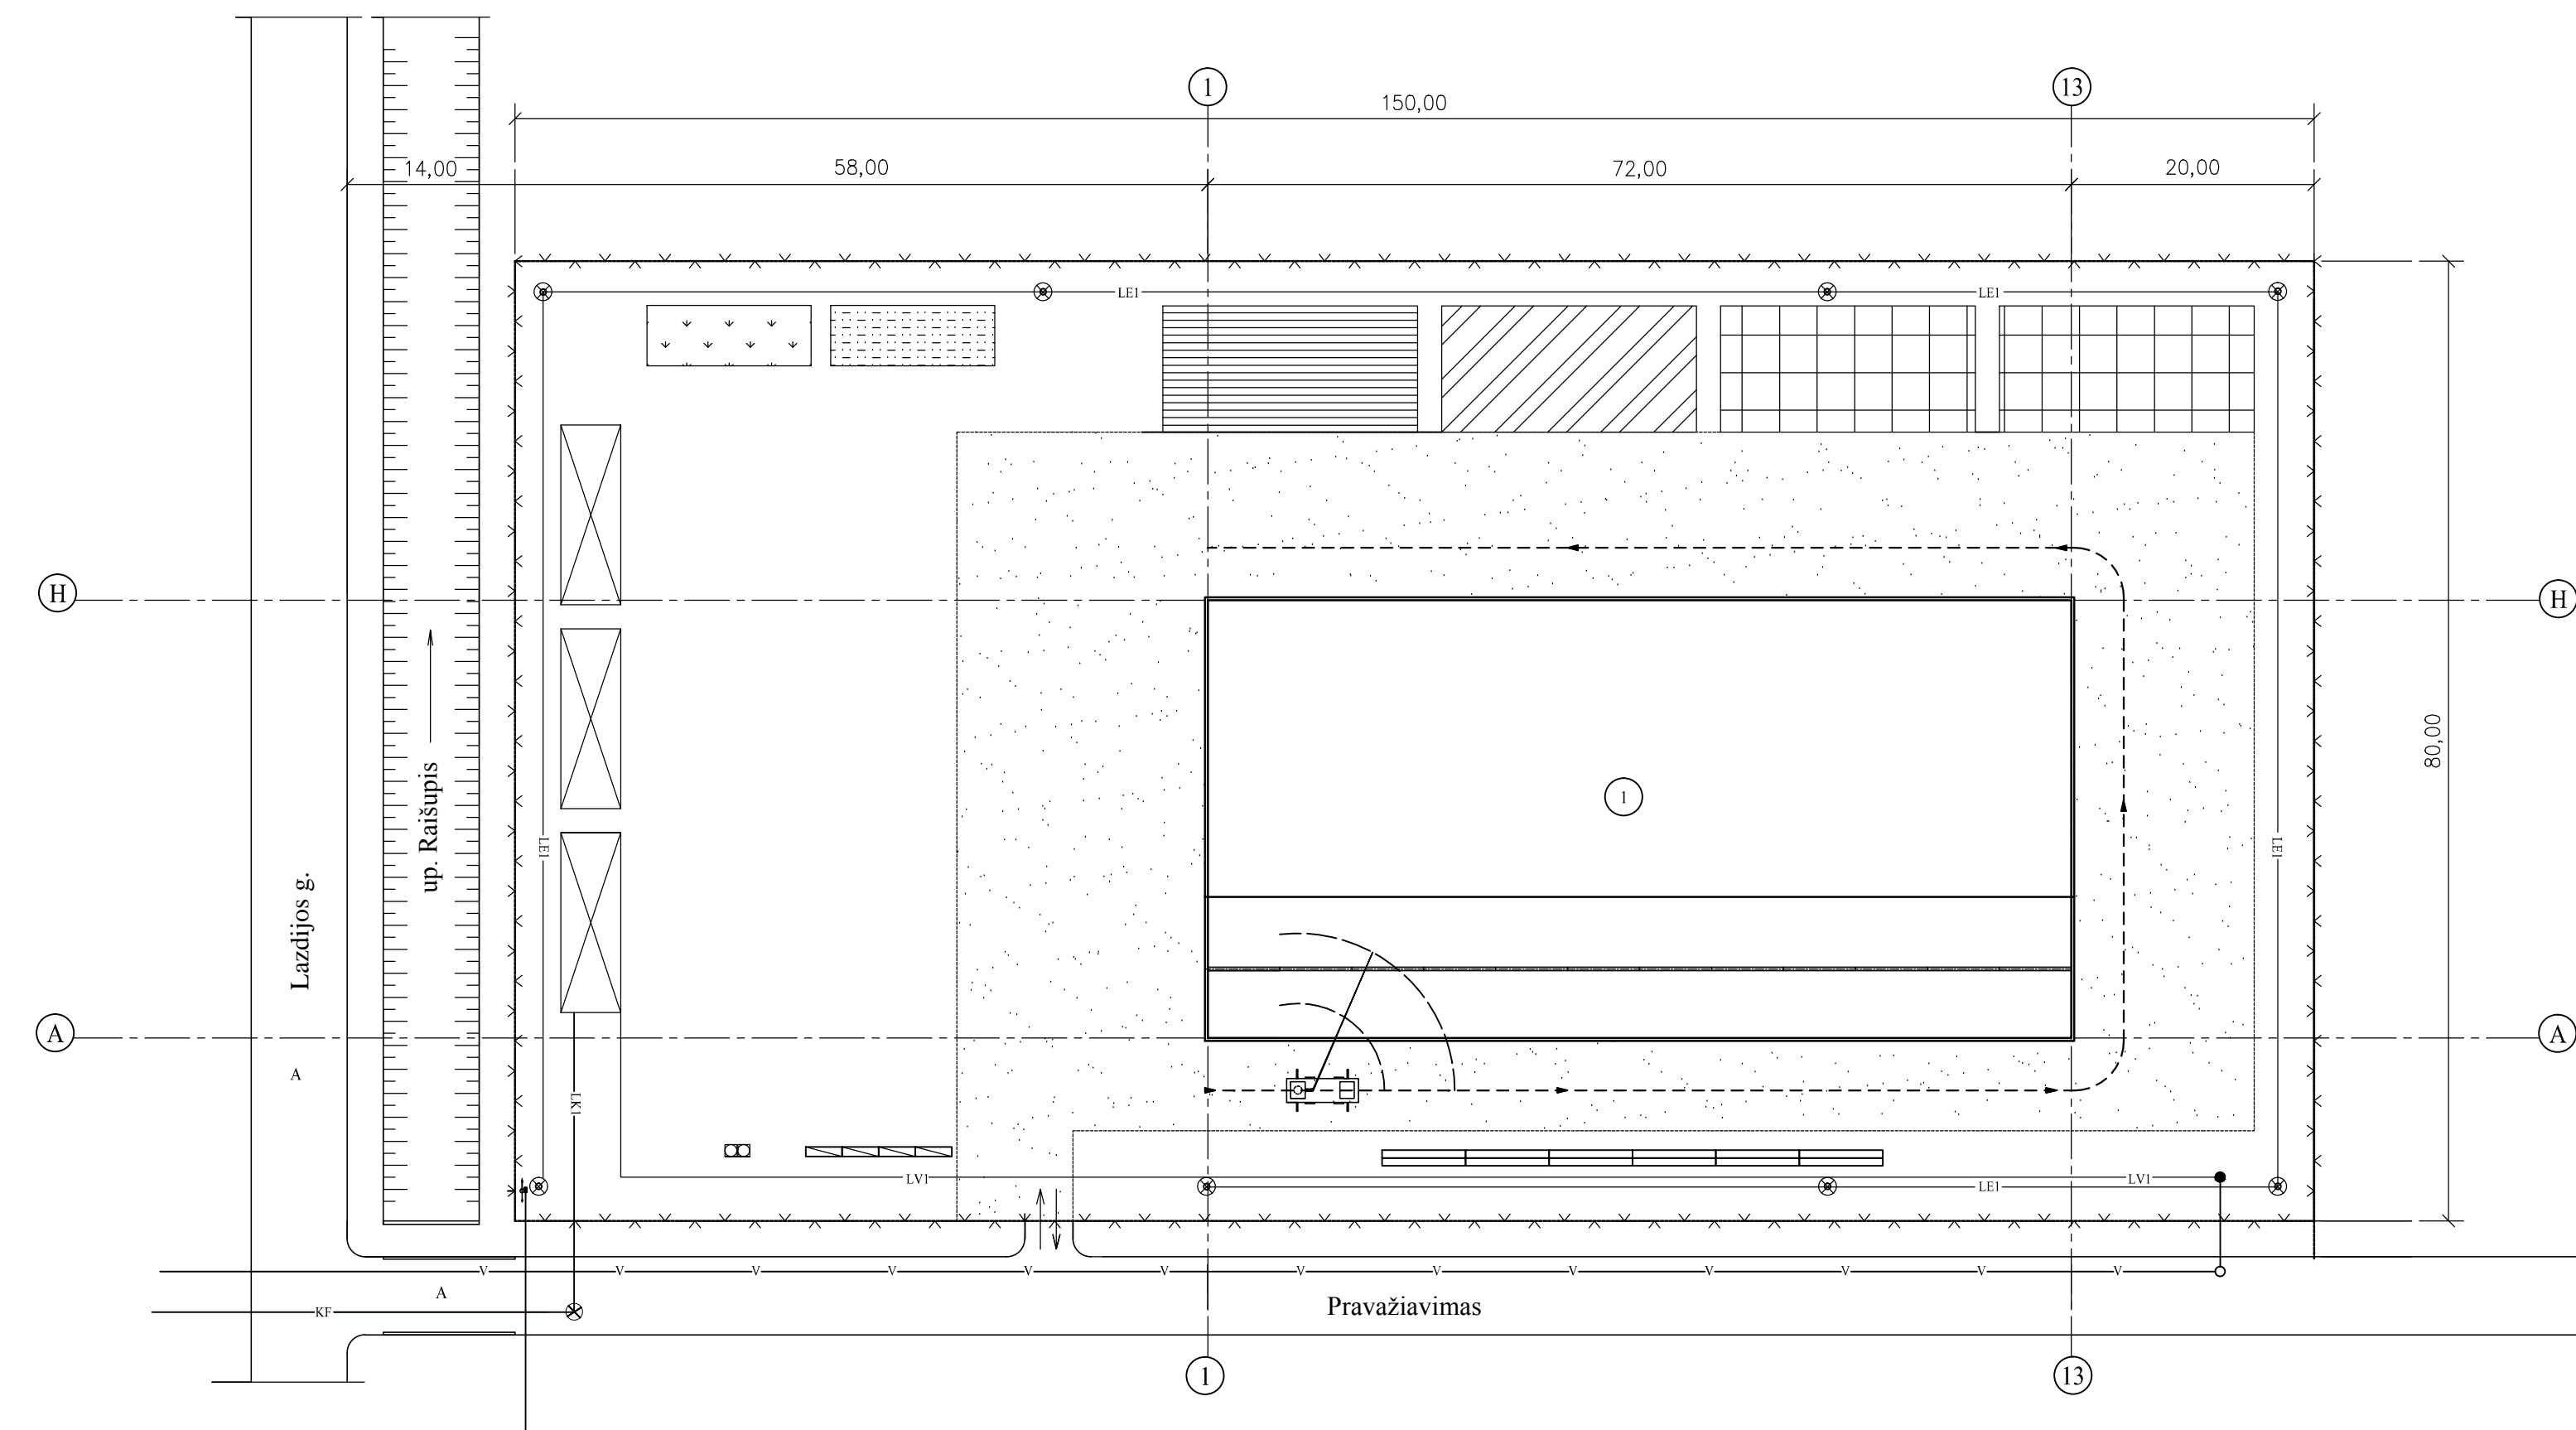 1
13
150,00
14,00
58,00
72,00
20,00
LE1
LE1
H
H
80,00
1
up. Raišupis
LE1
LE1
Lazdijos g.
A
A
A
LK1
LV1
LE1
LV1
V
V
V
V
V
V
V
V
V
V
V
V
V
A
KF
Pravažiavimas
1
13